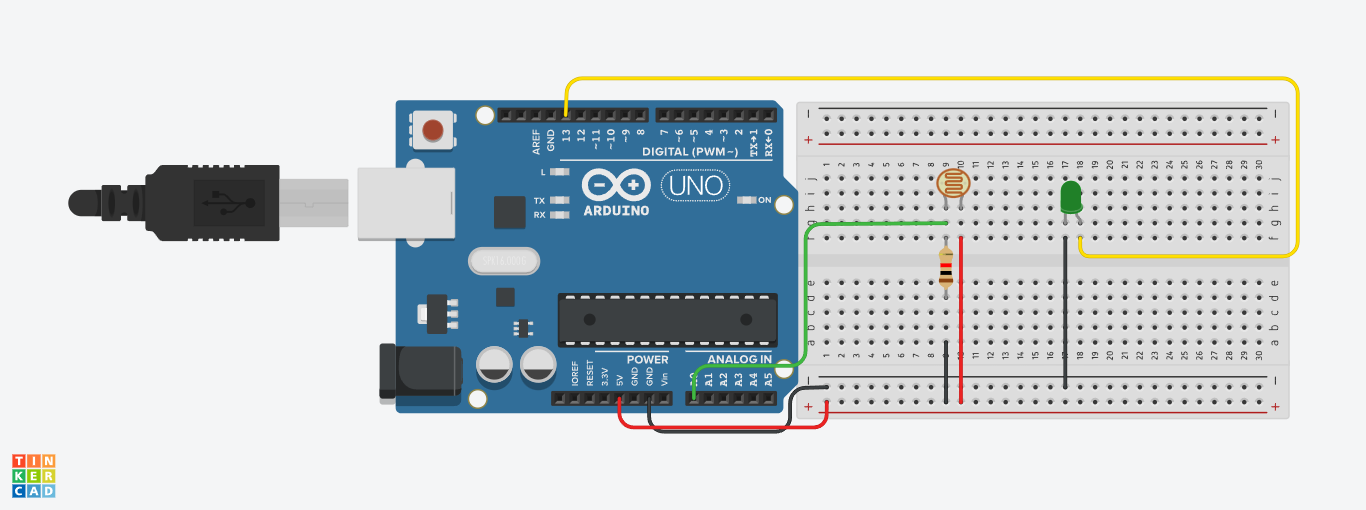 AREF
GND
13
12
~11
~10
~9
8
7
~6
~5
4
~3
2
TX→1
RX←0
DIGITAL (PWM~)
L
TX
RX
ON
UNO
ARDUINO
POWER
ANALOG IN
IOREF
RESET
3.3V
5V
GND
GND
Vin
A0
A1
A2
A3
A4
A5
− −
+ +
1 2 3 4 5 6 7 8 9 10 11 12 13 14 15 16 17 18 19 20 21 22 23 24 25 26 27 28 29 30
j j
i i
h h
g g
f f
e e
d d
c c
b b
a a
1 2 3 4 5 6 7 8 9 10 11 12 13 14 15 16 17 18 19 20 21 22 23 24 25 26 27 28 29 30
− −
+ +
TIN
KER
CAD